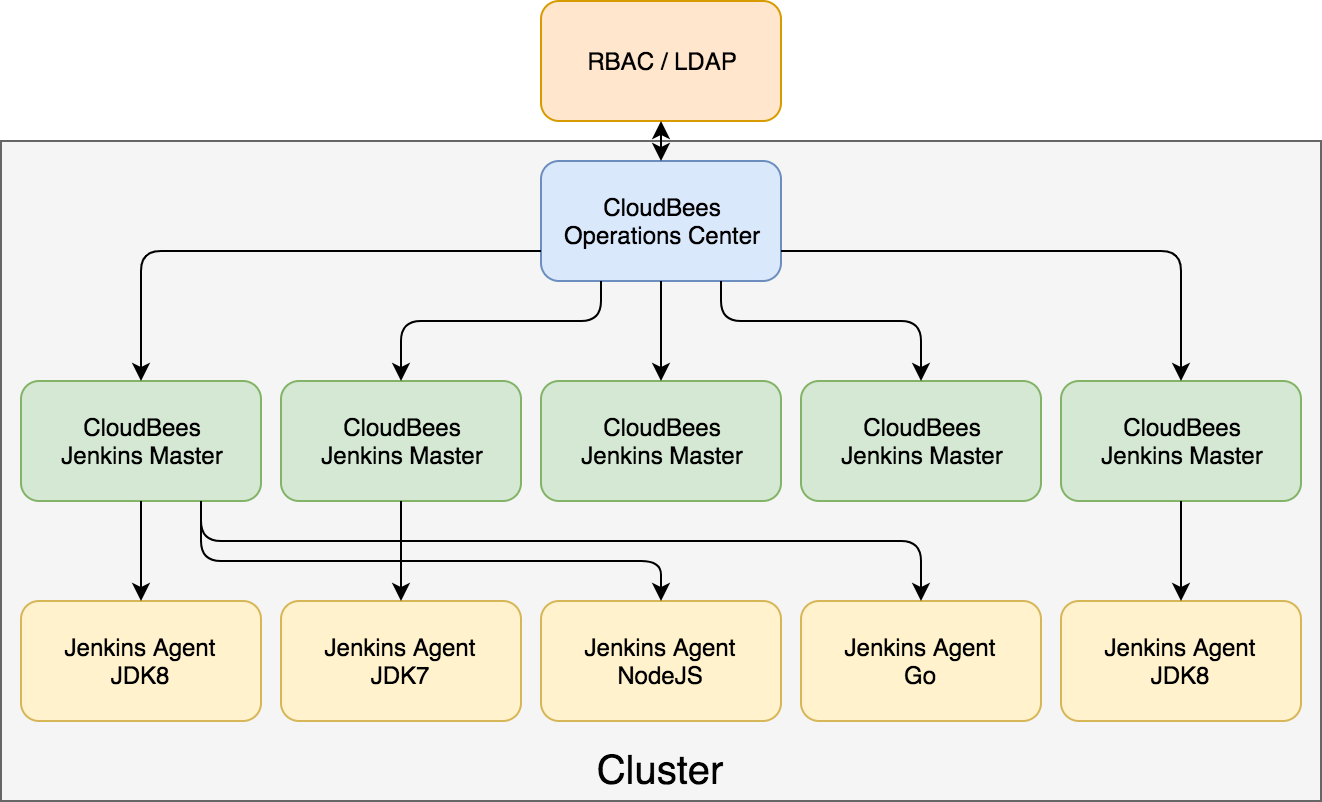 RBAC / LDAP
CloudBees
Operations Center
CloudBees
Jenkins Master
CloudBees
Jenkins Master
CloudBees
Jenkins Master
CloudBees
Jenkins Master
CloudBees
Jenkins Master
Jenkins Agent
JDK8
Jenkins Agent
JDK7
Jenkins Agent
NodeJS
Jenkins Agent
Go
Jenkins Agent
JDK8
Cluster